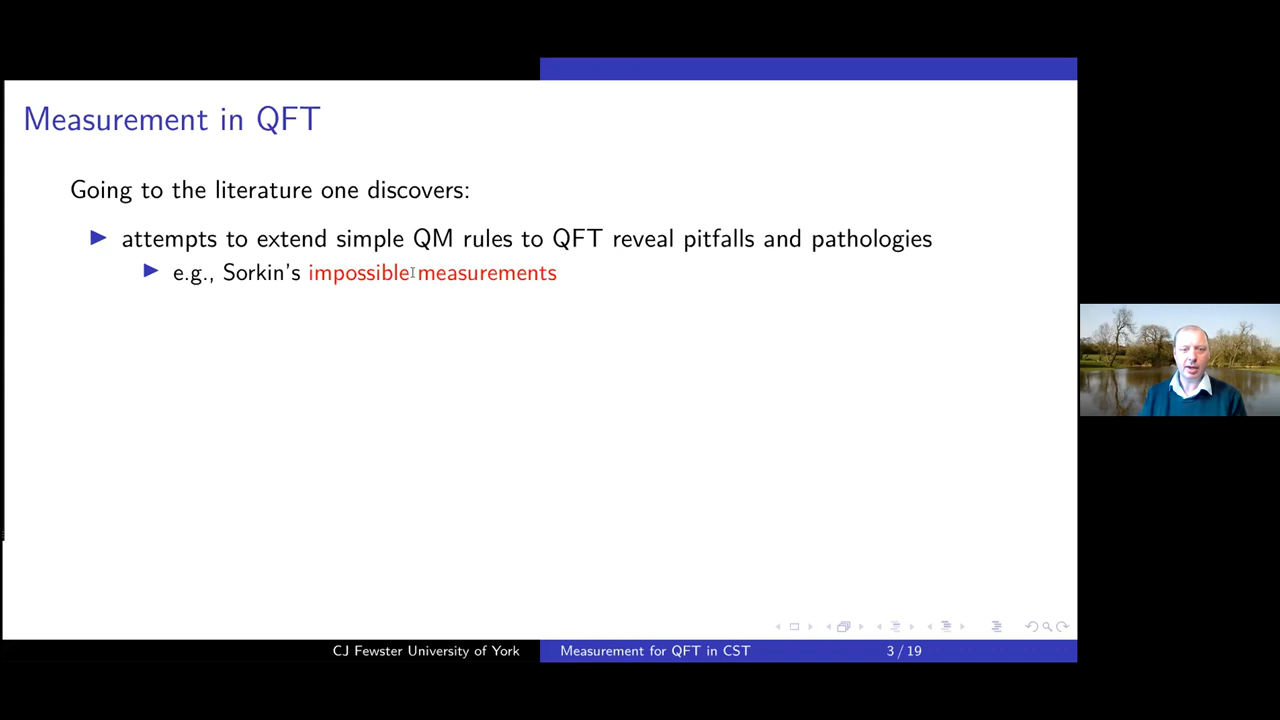 Measurement in QFT
Going to the literature one discovers:
attempts to extend simple QM rules to QFT reveal pitfalls and pathologies
e.g., Sorkin's impossible measurements
CJ Fewster University of York
Measurement for QFT in CST
3 / 19